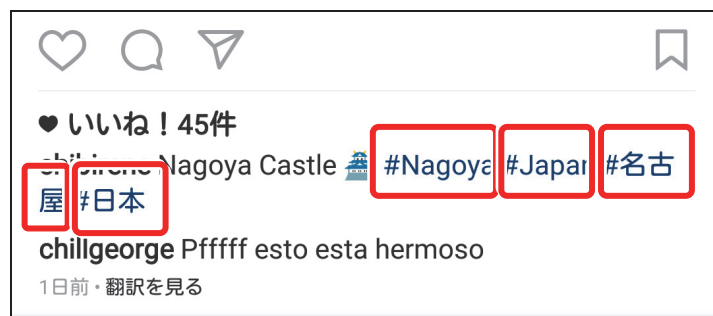 いいね！45件
Nagoya Castle 🏯 #Nagoya #Japan #名古
屋 #日本
chillgeorge Pfffff esto esta hermoso
1日前・翻訳を見る